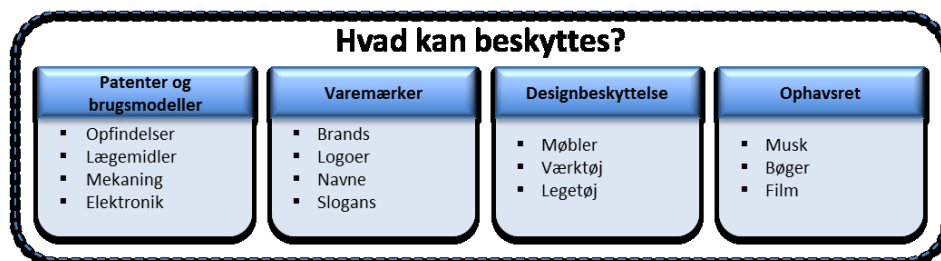 Hvad kan beskyttes?
Patenter og
brugsmodeller
▪ Opfindelser
▪ Lægemidler
▪ Mekaning
▪ Elektronik
Varemærker
▪ Brands
▪ Logoer
▪ Navne
▪ Slogans
Designbeskyttelse
▪ Møbler
▪ Værktøj
▪ Legetøj
Ophavsret
▪ Musk
▪ Bøger
▪ Film